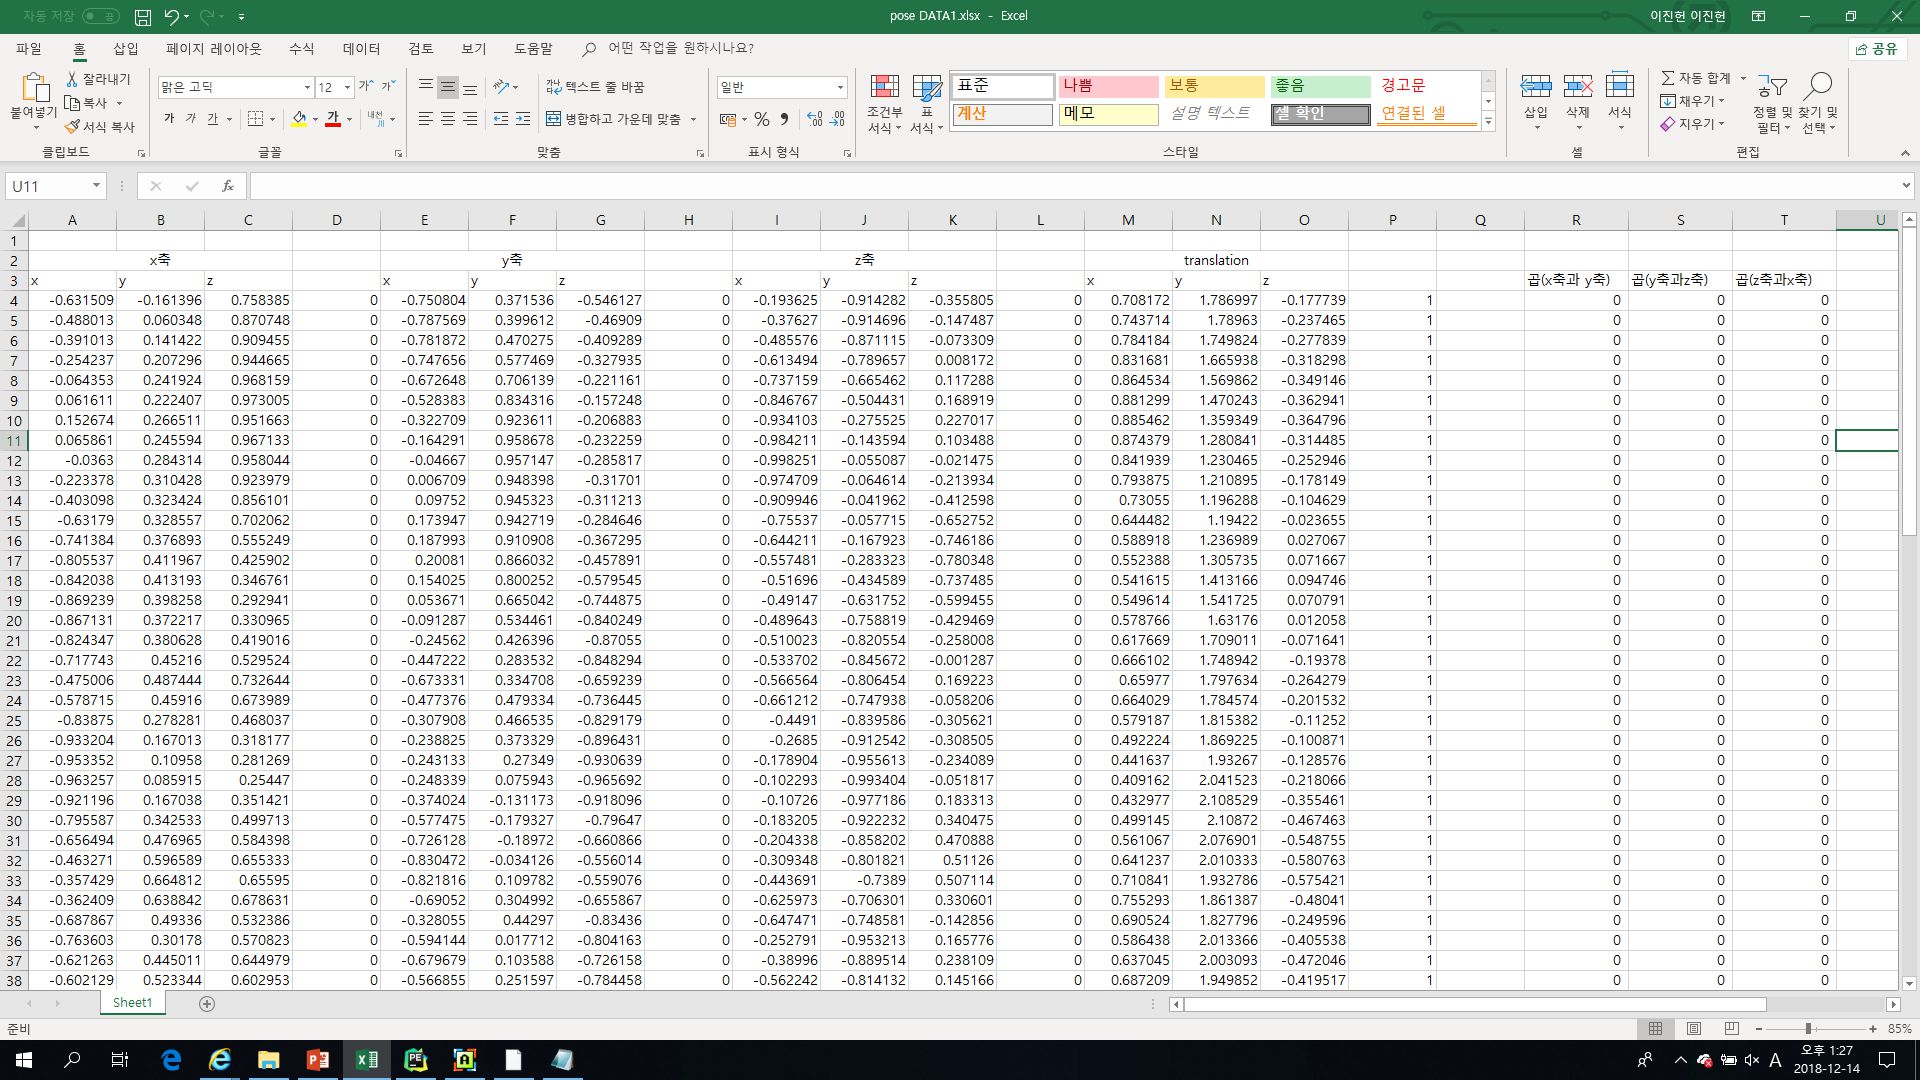 자동 저장 끔
pose DATA1.xlsx - Excel
이진헌 이진헌
파일 홈 삽입 페이지 레이아웃 수식 데이터 검토 보기 도움말 어떤 작업을 원하시나요? 공유
붙여넣기 잘라내기 복사 서식 복사 클립보드
맑은 고딕 12 가 가 가 가 가 가 내천 글꼴
텍스트 줄 바꿈 병합하고 가운데 맞춤 맞춤
일반 % 표시 형식
조건부 서식 표 서식 표준 나쁨 보통 좋음 경고문
계산 메모 설명 텍스트 셀 확인 연결된 셀 스타일
삽입 삭제 서식 셀
자동 합계 채우기 지우기 정렬 및 필터 찾기 및 선택 편집
U11 fx
A B C D E F G H I J K L M N O P Q R S T U
1
2 x축 y축 z축 translation
3 x y z x y z x y z x y z 곱(x축과 y축) 곱(y축과z축) 곱(z축과x축)
4 -0.631509 -0.161396 0.758385 0 -0.750804 0.371536 -0.546127 0 -0.193625 -0.914282 -0.355805 0 0.708172 1.786997 -0.177739 1 0 0 0
5 -0.488013 0.060348 0.870748 0 -0.787569 0.399612 -0.46909 0 -0.37627 -0.914696 -0.147487 0 0.743714 1.78963 -0.237465 1 0 0 0
6 -0.391013 0.141422 0.909455 0 -0.781872 0.470275 -0.409289 0 -0.485576 -0.871115 -0.073309 0 0.784184 1.749824 -0.277839 1 0 0 0
7 -0.254237 0.207296 0.944665 0 -0.747656 0.577469 -0.327935 0 -0.613494 -0.789657 0.008172 0 0.831681 1.665938 -0.318298 1 0 0 0
8 -0.064353 0.241924 0.968159 0 -0.672648 0.706139 -0.221161 0 -0.737159 -0.665462 0.117288 0 0.864534 1.569862 -0.349146 1 0 0 0
9 0.061611 0.222407 0.973005 0 -0.528383 0.834316 -0.157248 0 -0.846767 -0.504431 0.168919 0 0.881299 1.470243 -0.362941 1 0 0 0
10 0.152674 0.266511 0.951663 0 -0.322709 0.923611 -0.206883 0 -0.934103 -0.275525 0.227017 0 0.885462 1.359349 -0.364796 1 0 0 0
11 0.065861 0.245594 0.967133 0 -0.164291 0.958678 -0.232259 0 -0.984211 -0.143594 0.103488 0 0.874379 1.280841 -0.314485 1 0 0 0
12 -0.0363 0.284314 0.958044 0 -0.04667 0.957147 -0.285817 0 -0.998251 -0.055087 -0.021475 0 0.841939 1.230465 -0.252946 1 0 0 0
13 -0.223378 0.310428 0.923979 0 0.006709 0.948398 -0.31701 0 -0.974709 -0.064614 -0.213934 0 0.793875 1.210895 -0.178149 1 0 0 0
14 -0.403098 0.323424 0.856101 0 0.09752 0.945323 -0.311213 0 -0.909946 -0.041962 -0.412598 0 0.73055 1.196288 -0.104629 1 0 0 0
15 -0.63179 0.328557 0.702062 0 0.173947 0.942719 -0.284646 0 -0.75537 -0.057715 -0.652752 0 0.644482 1.19422 -0.023655 1 0 0 0
16 -0.741384 0.376893 0.555249 0 0.187993 0.910908 -0.367295 0 -0.644211 -0.167923 -0.746186 0 0.588918 1.236989 0.027067 1 0 0 0
17 -0.805537 0.411967 0.425902 0 0.20081 0.866032 -0.457891 0 -0.557481 -0.283323 -0.780348 0 0.552388 1.305735 0.071667 1 0 0 0
18 -0.842038 0.413193 0.346761 0 0.154025 0.800252 -0.579545 0 -0.51696 -0.434589 -0.737485 0 0.541615 1.413166 0.094746 1 0 0 0
19 -0.869239 0.398258 0.292941 0 0.053671 0.665042 -0.744875 0 -0.49147 -0.631752 -0.599455 0 0.549614 1.541725 0.070791 1 0 0 0
20 -0.867131 0.372217 0.330965 0 -0.091287 0.534461 -0.840249 0 -0.489643 -0.758819 -0.429469 0 0.578766 1.63176 0.012058 1 0 0 0
21 -0.824347 0.380628 0.419016 0 -0.24562 0.426396 -0.87055 0 -0.510023 -0.820554 -0.258008 0 0.617669 1.709011 -0.071641 1 0 0 0
22 -0.717743 0.45216 0.529524 0 -0.447222 0.283532 -0.848294 0 -0.533702 -0.845672 -0.001287 0 0.666102 1.748942 -0.19378 1 0 0 0
23 -0.475006 0.487444 0.732644 0 -0.673331 0.334708 -0.659239 0 -0.566564 -0.806454 0.169223 0 0.65977 1.797634 -0.264279 1 0 0 0
24 -0.578715 0.45916 0.673989 0 -0.477376 0.479334 -0.736445 0 -0.661212 -0.747938 -0.058206 0 0.664029 1.784574 -0.201532 1 0 0 0
25 -0.83875 0.278281 0.468037 0 -0.307908 0.466535 -0.829179 0 -0.4491 -0.839586 -0.305621 0 0.579187 1.815382 -0.11252 1 0 0 0
26 -0.933204 0.167013 0.318177 0 -0.238825 0.373329 -0.896431 0 -0.2685 -0.912542 -0.308505 0 0.492224 1.869225 -0.100871 1 0 0 0
27 -0.953352 0.10958 0.281269 0 -0.243133 0.27349 -0.930639 0 -0.178904 -0.955613 -0.234089 0 0.441637 1.93267 -0.128576 1 0 0 0
28 -0.963257 0.085915 0.25447 0 -0.248339 0.075943 -0.965692 0 -0.102293 -0.993404 -0.051817 0 0.409162 2.041523 -0.218066 1 0 0 0
29 -0.921196 0.167038 0.351421 0 -0.374024 -0.131173 -0.918096 0 -0.10726 -0.977186 0.183313 0 0.432977 2.108529 -0.355461 1 0 0 0
30 -0.795587 0.342533 0.499713 0 -0.577475 -0.179327 -0.79647 0 -0.183205 -0.922232 0.340475 0 0.499145 2.10872 -0.467463 1 0 0 0
31 -0.656494 0.476965 0.584398 0 -0.726128 -0.18972 -0.660866 0 -0.204338 -0.858202 0.470888 0 0.561067 2.076901 -0.548755 1 0 0 0
32 -0.463271 0.596589 0.655333 0 -0.830472 -0.034126 -0.556014 0 -0.309348 -0.801821 0.51126 0 0.641237 2.010333 -0.580763 1 0 0 0
33 -0.357429 0.664812 0.65595 0 -0.821816 0.109782 -0.559076 0 -0.443691 -0.7389 0.507114 0 0.710841 1.932786 -0.575421 1 0 0 0
34 -0.362409 0.638842 0.678631 0 -0.69052 0.304992 -0.655867 0 -0.625973 -0.706301 0.330601 0 0.755293 1.861387 -0.48041 1 0 0 0
35 -0.687867 0.49336 0.532386 0 -0.328055 0.44297 -0.83436 0 -0.647471 -0.748581 -0.142856 0 0.690524 1.827796 -0.249596 1 0 0 0
36 -0.763603 0.30178 0.570823 0 -0.594144 0.017712 -0.804163 0 -0.252791 -0.953213 0.165776 0 0.586438 2.013366 -0.405538 1 0 0 0
37 -0.621263 0.445011 0.644979 0 -0.679679 0.103588 -0.726158 0 -0.38996 -0.889514 0.238109 0 0.637045 2.003093 -0.472046 1 0 0 0
38 -0.602129 0.523344 0.602953 0 -0.566855 0.251597 -0.784458 0 -0.562242 -0.814132 0.145166 0 0.687209 1.949852 -0.419517 1 0 0 0
Sheet1
준비 85%
A 오후 1:27
2018-12-14